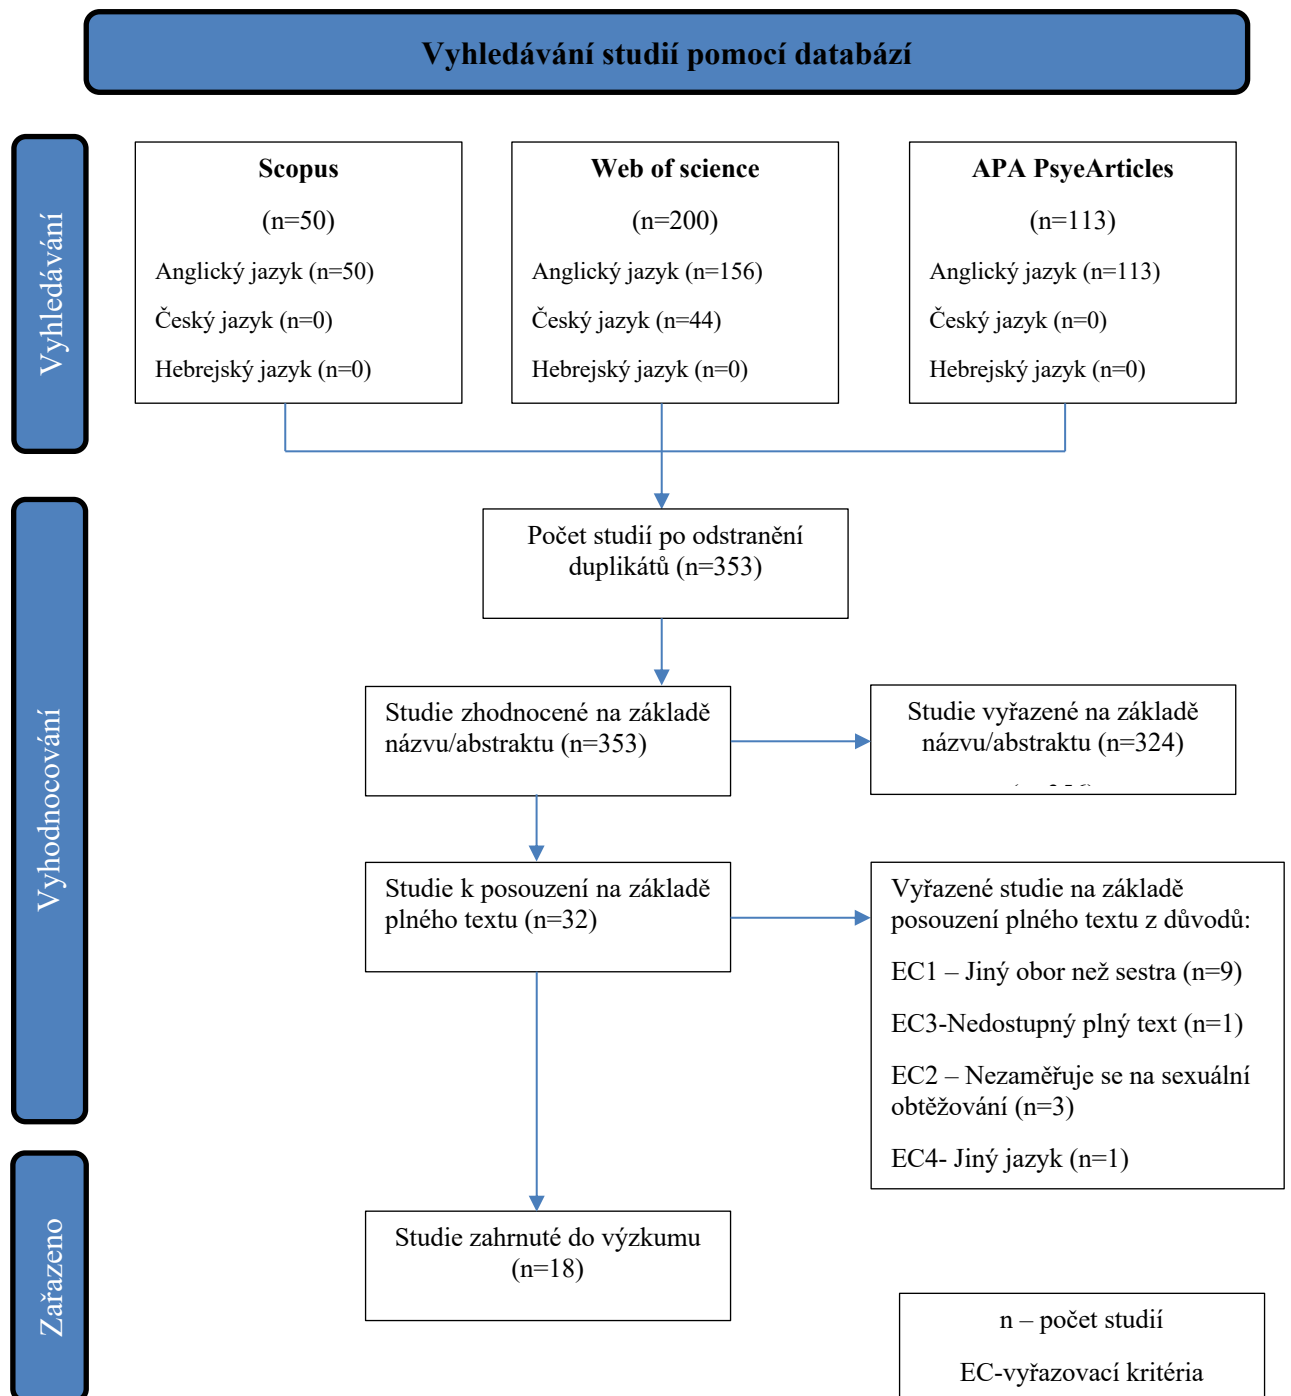 Vyhledávání studií pomocí databází
Vyhledávání
Scopus
(n=50)
Anglický jazyk (n=50)
Český jazyk (n=0)
Hebrejský jazyk (n=0)
Web of science
(n=200)
Anglický jazyk (n=156)
Český jazyk (n=44)
Hebrejský jazyk (n=0)
APA PsyeArticles
(n=113)
Anglický jazyk (n=113)
Český jazyk (n=0)
Hebrejský jazyk (n=0)
Vyhodnocování
Počet studií po odstranění
duplikátů (n=353)
Studie zhodnocené na základě
názvu/abstraktu (n=353)
Studie vyřazené na základě
názvu/abstraktu (n=324)
Studie k posouzení na základě
plného textu (n=32)
Vyřazené studie na základě
posouzení plného textu z důvodů:
EC1 – Jiný obor než sestra (n=9)
EC3-Nedostupný plný text (n=1)
EC2 – Nezaměřuje se na sexuální
obtěžování (n=3)
EC4- Jiný jazyk (n=1)
Zařazeno
Studie zahrnuté do výzkumu
(n=18)
n – počet studií
EC-vyřazovací kritéria